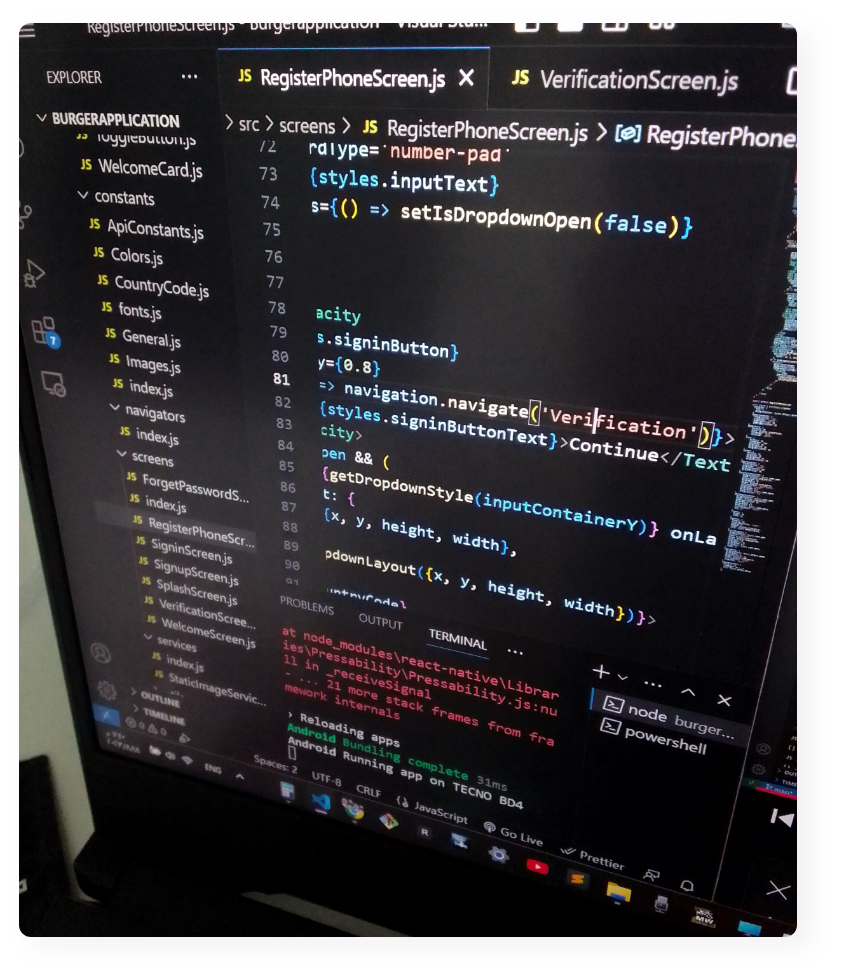 RegisterPhoneScreen.js - Burgerapplication - Visual Stu...
EXPLORER ...
JS RegisterPhoneScreen.js ×
JS VerificationScreen.js
BURGERAPPLICATION
JS ToggleButton.js
JS WelcomeCard.js
constants
JS ApiConstants.js
JS Colors.js
JS CountryCode.js
JS fonts.js
JS General.js
JS Images.js
JS index.js
navigators
JS index.js
screens
JS ForgetPasswordS...
JS index.js
JS RegisterPhoneScr...
JS SigninScreen.js
JS SignupScreen.js
JS SplashScreen.js
JS VerificationScree...
JS WelcomeScreen.js
services
JS index.js
JS StaticImageServic...
OUTLINE
TIMELINE
7
> src > screens > JS RegisterPhoneScreen.js > RegisterPhone
72 rdType='number-pad'
73 {styles.inputText}
74 s={() => setIsDropdownOpen(false)}
75
76
77
78 acity
79 s.signinButton}
80 y={0.8}
81 => navigation.navigate('Verification')}>
82 {styles.signinButtonText}>Continue</Text
83 city>
84 pen && (
85 {getDropdownStyle(inputContainerY)} onLa
86 t: {
87 {x, y, height, width},
88
89 pdownLayout({x, y, height, width})}>
90
91 untryCode}
PROBLEMS OUTPUT TERMINAL ...
at node_modules\react-native\Librar
ies\Pressability\Pressability.js:nu
ll in _receiveSignal
- ... 21 more stack frames from fra
mework internals
› Reloading apps
Android Bundling complete 31ms
Android Running app on TECNO BD4
node burger...
powershell
0 0
ENG
Spaces: 2 UTF-8 CRLF JavaScript Go Live Prettier